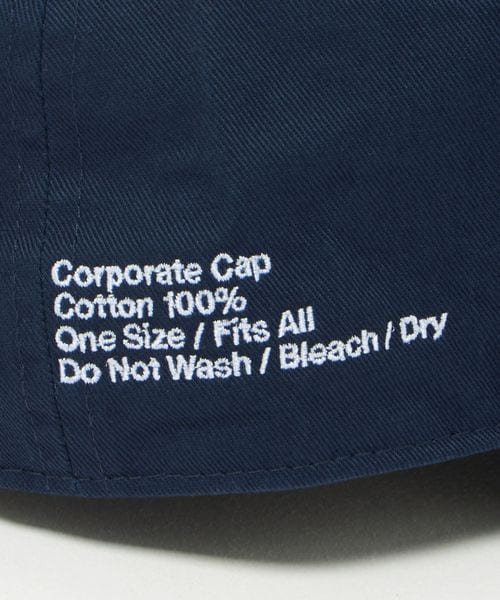 Corporate Cap
Cotton 100%
One Size / Fits All
Do Not Wash / Bleach / Dry